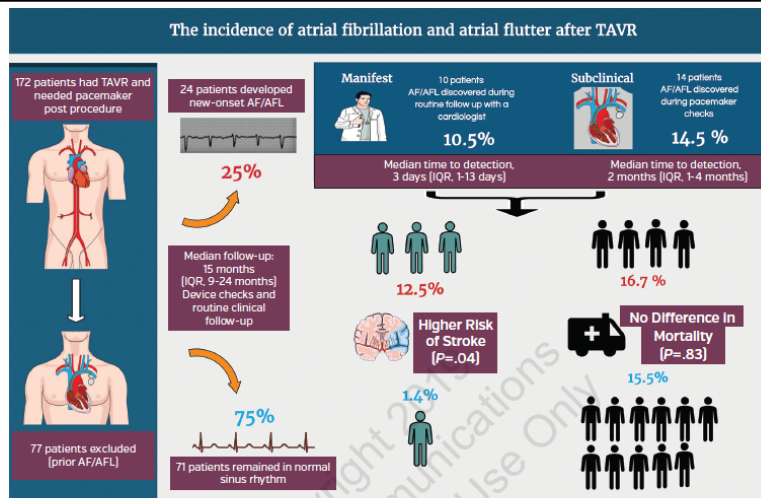 The incidence of atrial fibrillation and atrial flutter after TAVR
172 patients had TAVR and
needed pacemaker
post procedure
77 patients excluded
(prior AF/AFL)
24 patients developed
new-onset AF/AFL
25%
Median follow-up:
15 months
(IQR, 9-24 months)
Device checks and
routine clinical
follow-up
75%
71 patients remained in normal
sinus rhythm
Manifest
10 patients
AF/AFL discovered during
routine follow up with a
cardiologist
10.5%
Median time to detection,
3 days (IQR, 1-13 days)
Subclinical
14 patients
AF/AFL discovered
during pacemaker
checks
14.5 %
Median time to detection,
2 months (IQR, 1-4 months)
12.5%
Higher Risk
of Stroke
(P=.04)
1.4%
16.7 %
No Difference in
Mortality
(P=.83)
15.5%
2019
Use Only